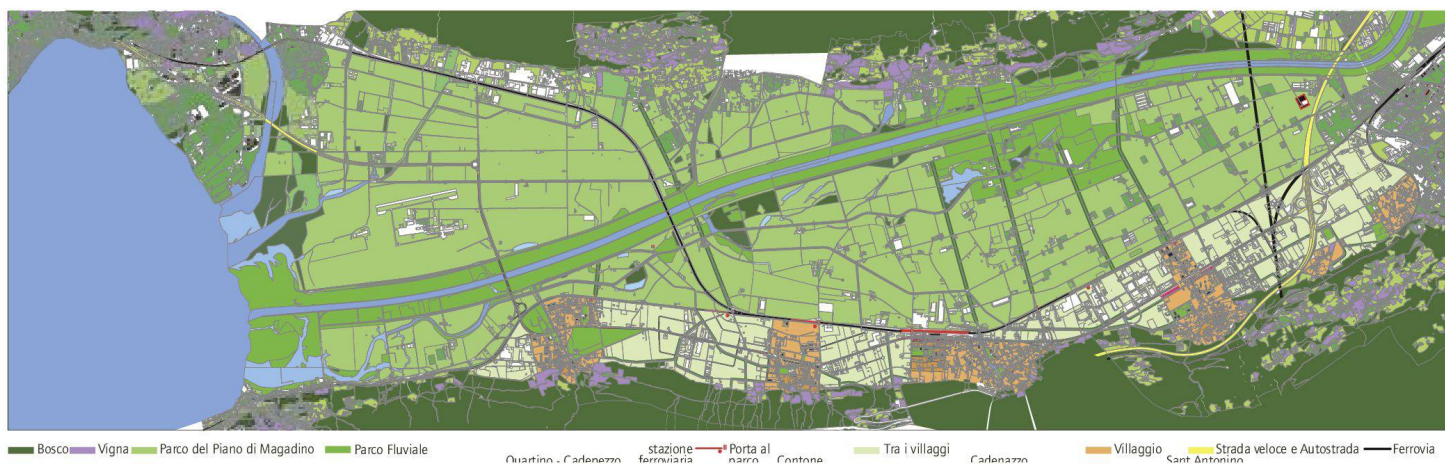 Bosco Vigna Parco del Piano di Magadino Parco Fluviale stazione Porta al Tra i villaggi Villaggio Strada veloce e Autostrada Ferrovia
Quartino - Cadepezzo ferroviaria parco Contone Cadenazzo Sant'Antonino